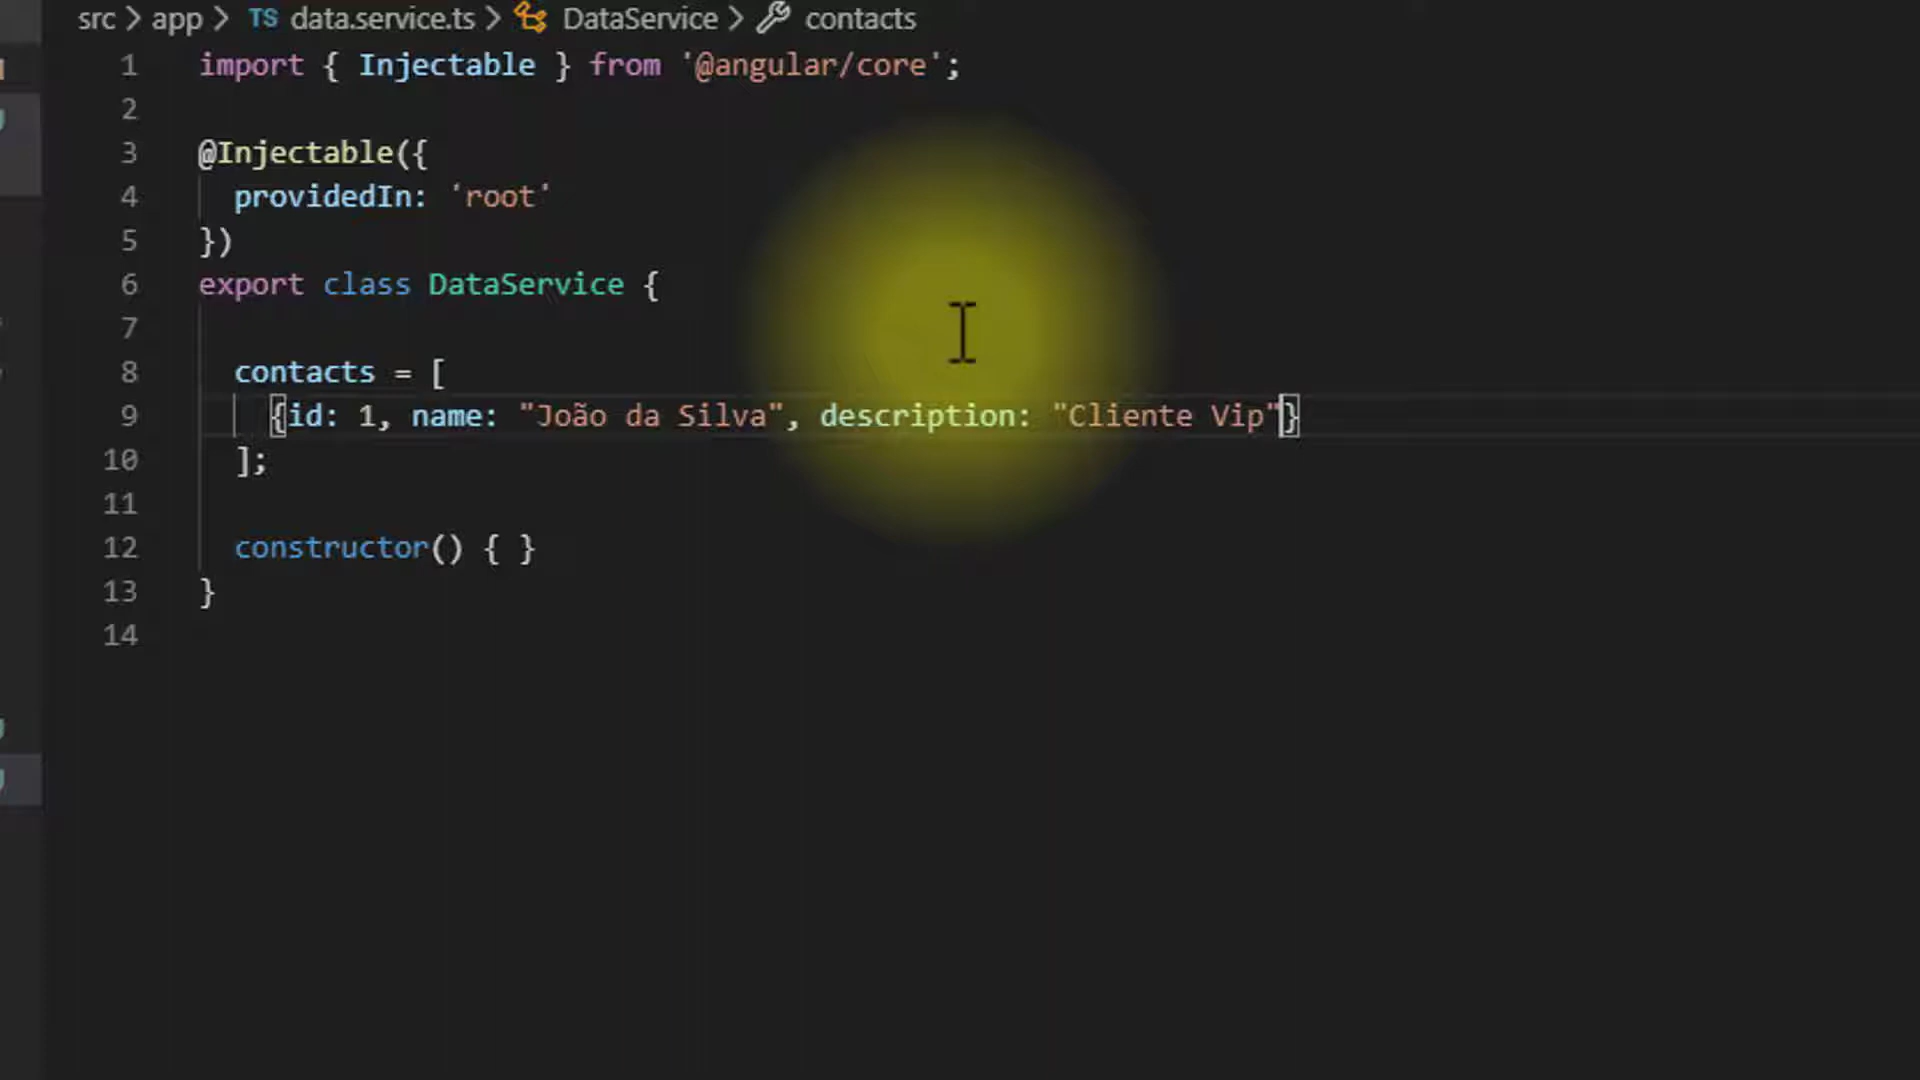 src > app > TS data.service.ts > DataService > contacts
1 import { Injectable } from '@angular/core';
2
3 @Injectable({
4 providedIn: 'root'
5 })
6 export class DataService {
7
8 contacts = [
9 {id: 1, name: "João da Silva", description: "Cliente Vip"}
10 ];
11
12 constructor() { }
13 }
14